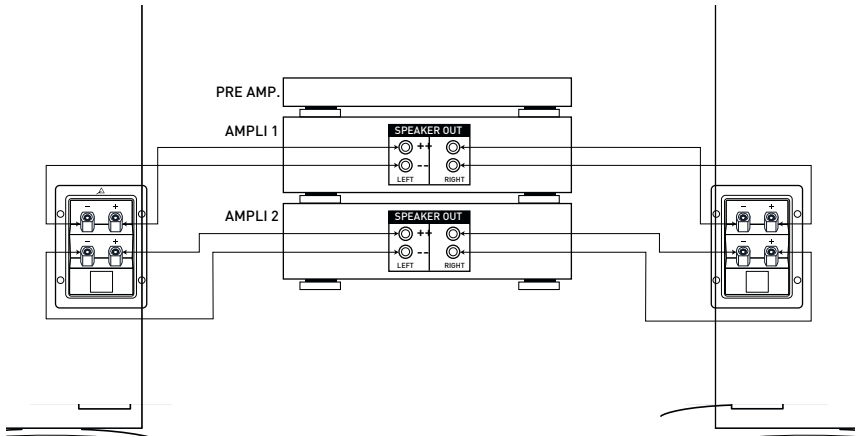 PRE AMP.
AMPLI 1
SPEAKER OUT
++
--
LEFT RIGHT
- +
- +
AMPLI 2
SPEAKER OUT
++
--
LEFT RIGHT
- +
- +